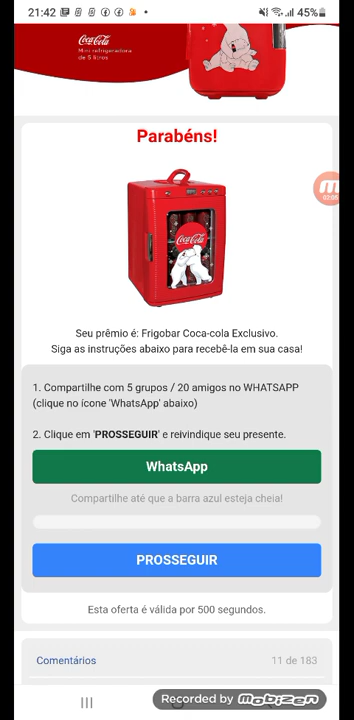 21:42
45%
Coca-Cola
Mini refrigeradora
de 5 litros
Parabéns!
Coca-Cola
02:05
Seu prêmio é: Frigobar Coca-cola Exclusivo.
Siga as instruções abaixo para recebê-la em sua casa!
1. Compartilhe com 5 grupos / 20 amigos no WHATSAPP
(clique no ícone 'WhatsApp' abaixo)
2. Clique em 'PROSSEGUIR' e reivindique seu presente.
WhatsApp
Compartilhe até que a barra azul esteja cheia!
PROSSEGUIR
Esta oferta é válida por 500 segundos.
Comentários
11 de 183
Recorded by Mobizen